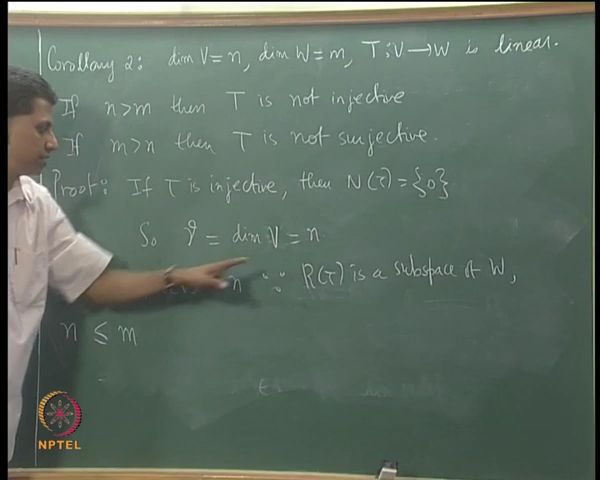 Corollary 2: dim V = n, dim W = m, T: V → W is linear.
If n > m then T is not injective
If m > n then T is not surjective.
Proof: If T is injective, then N(T) = {0}
So r = dim V = n
n ∵ R(T) is a subspace of W,
n ≤ m
NPTEL